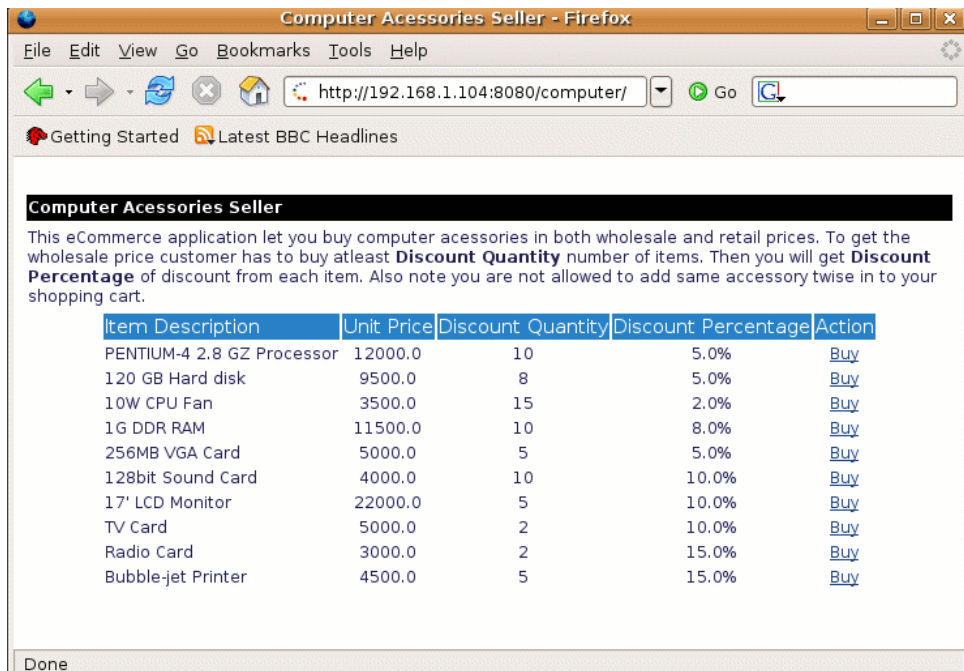 Computer Acessories Seller - Firefox
File Edit View Go Bookmarks Tools Help
http://192.168.1.104:8080/computer/ Go G
Getting Started Latest BBC Headlines
Computer Acessories Seller
This eCommerce application let you buy computer acessories in both wholesale and retail prices. To get the
wholesale price customer has to buy atleast Discount Quantity number of items. Then you will get Discount
Percentage of discount from each item. Also note you are not allowed to add same accessory twise in to your
shopping cart.
Item Description Unit Price Discount Quantity Discount Percentage Action
PENTIUM-4 2.8 GZ Processor 12000.0 10 5.0% Buy
120 GB Hard disk 9500.0 8 5.0% Buy
10W CPU Fan 3500.0 15 2.0% Buy
1G DDR RAM 11500.0 10 8.0% Buy
256MB VGA Card 5000.0 5 5.0% Buy
128bit Sound Card 4000.0 10 10.0% Buy
17' LCD Monitor 22000.0 5 10.0% Buy
TV Card 5000.0 2 10.0% Buy
Radio Card 3000.0 2 15.0% Buy
Bubble-jet Printer 4500.0 5 15.0% Buy
Done